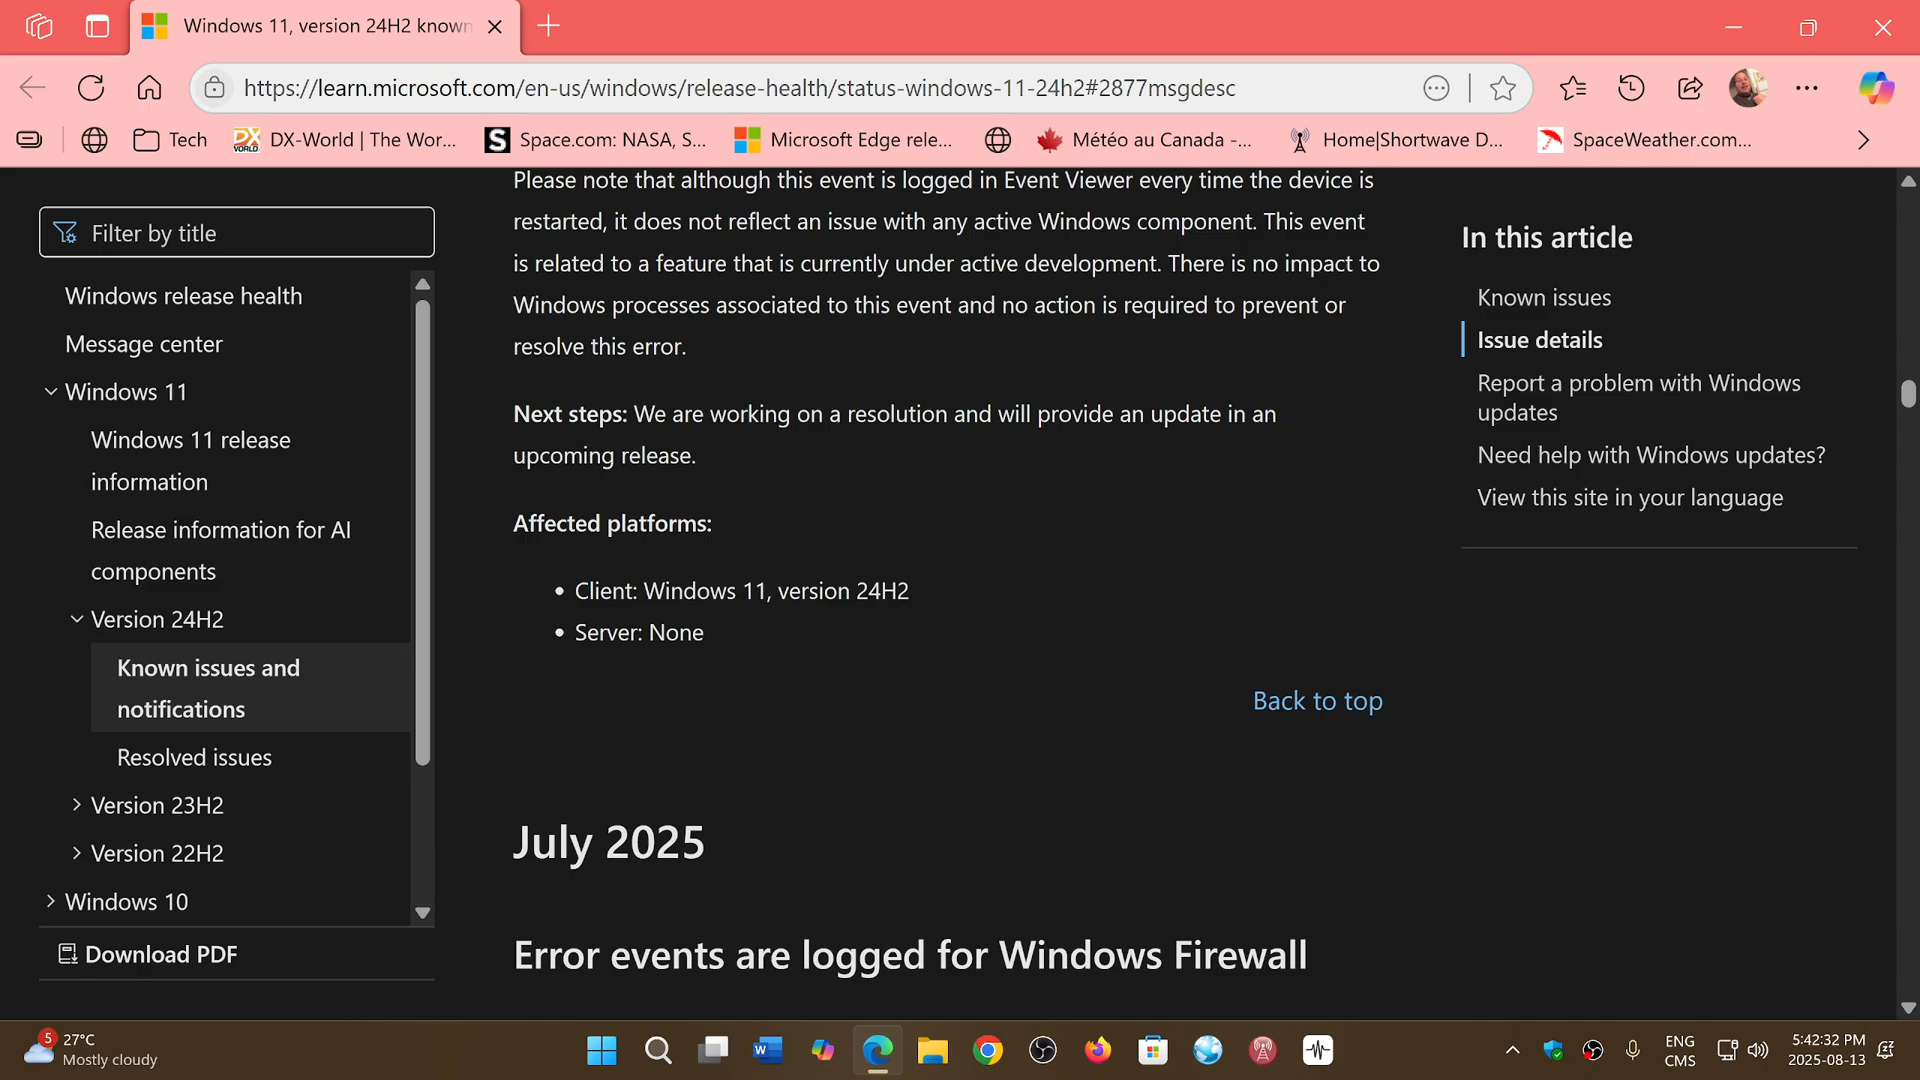 Windows 11, version 24H2 known
https://learn.microsoft.com/en-us/windows/release-health/status-windows-11-24h2#2877msgdesc
Tech
DX-World | The Wor...
Space.com: NASA, S...
Microsoft Edge rele...
Météo au Canada -...
Home|Shortwave D...
SpaceWeather.com...
Filter by title
Windows release health
Message center
Windows 11
Windows 11 release
information
Release information for AI
components
Version 24H2
Known issues and
notifications
Resolved issues
Version 23H2
Version 22H2
Windows 10
Download PDF
Please note that although this event is logged in Event Viewer every time the device is
restarted, it does not reflect an issue with any active Windows component. This event
is related to a feature that is currently under active development. There is no impact to
Windows processes associated to this event and no action is required to prevent or
resolve this error.
Next steps: We are working on a resolution and will provide an update in an
upcoming release.
Affected platforms:
• Client: Windows 11, version 24H2
• Server: None
Back to top
July 2025
Error events are logged for Windows Firewall
In this article
Known issues
Issue details
Report a problem with Windows
updates
Need help with Windows updates?
View this site in your language
5
27°C
Mostly cloudy
ENG
CMS
5:42:32 PM
2025-08-13